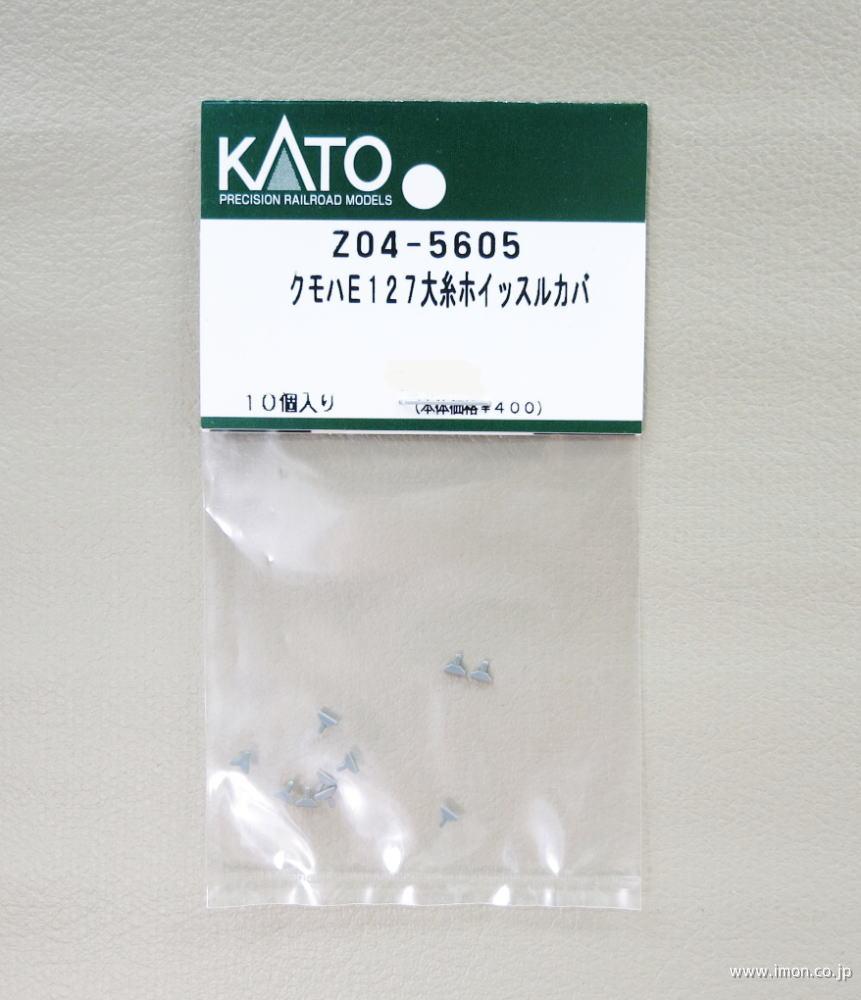 KATO
PRECISION RAILROAD MODELS
Z04-5605
クモハE127大糸ホイッスルカバ
10個入り
(本体価格¥400)
www.imon.co.jp